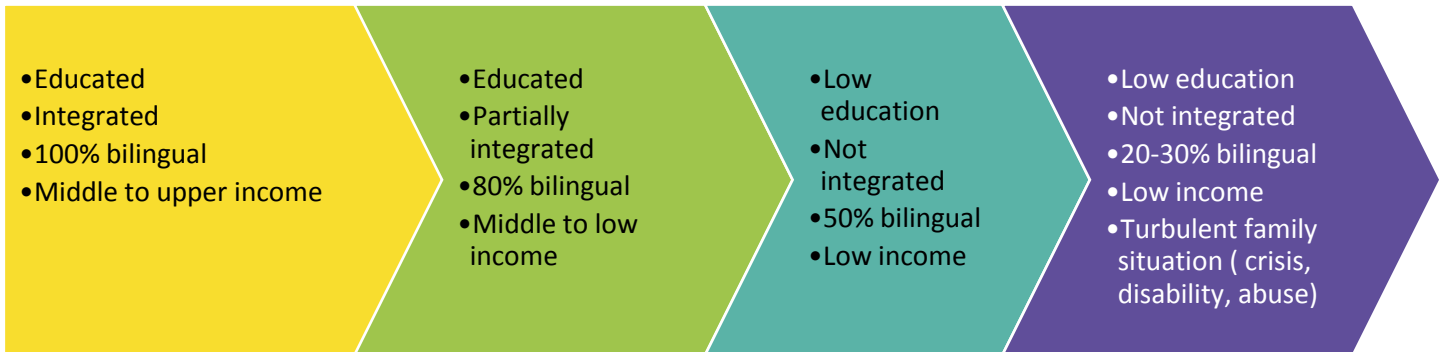 •Educated
•Integrated
•100% bilingual
•Middle to upper income
•Educated
•Partially
integrated
•80% bilingual
•Middle to low
income
•Low
education
•Not
integrated
•50% bilingual
•Low income
•Low education
•Not integrated
•20-30% bilingual
•Low income
•Turbulent family
situation ( crisis,
disability, abuse)